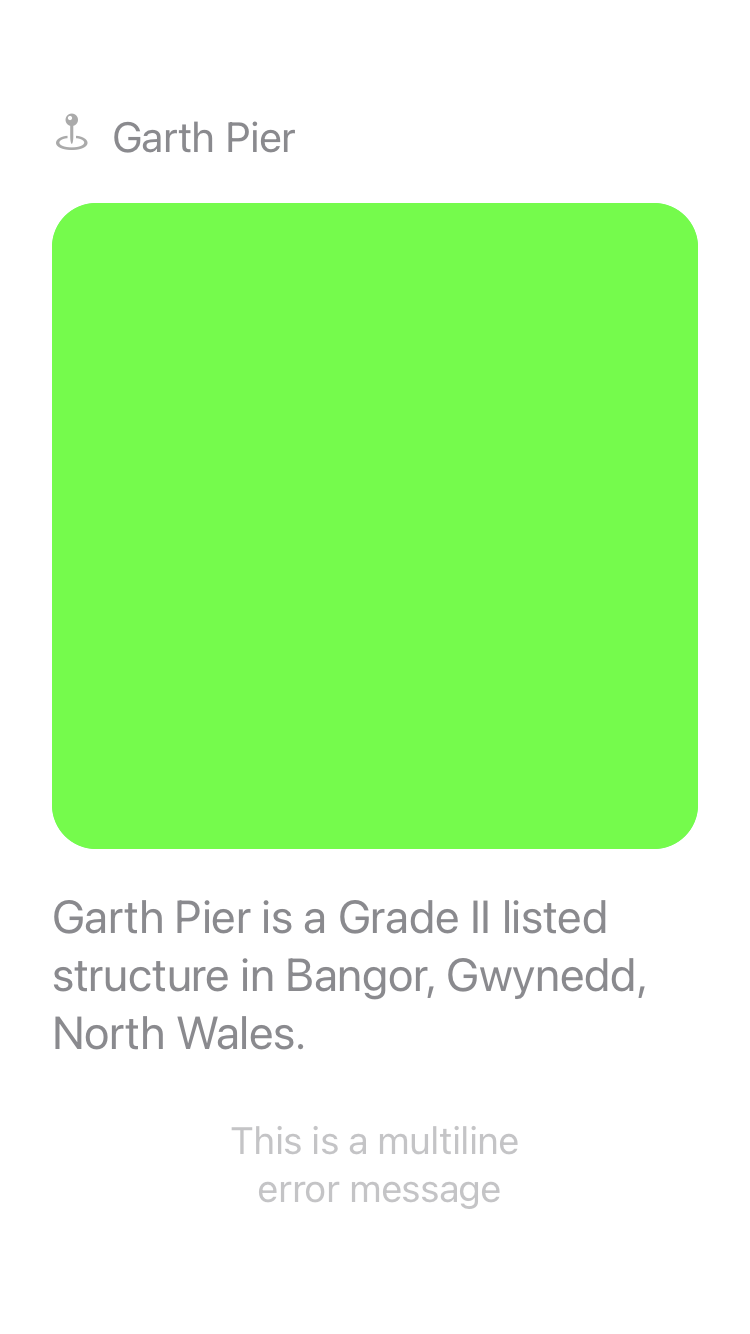 Garth Pier
Garth Pier is a Grade II listed
structure in Bangor, Gwynedd,
North Wales.
This is a multiline
error message